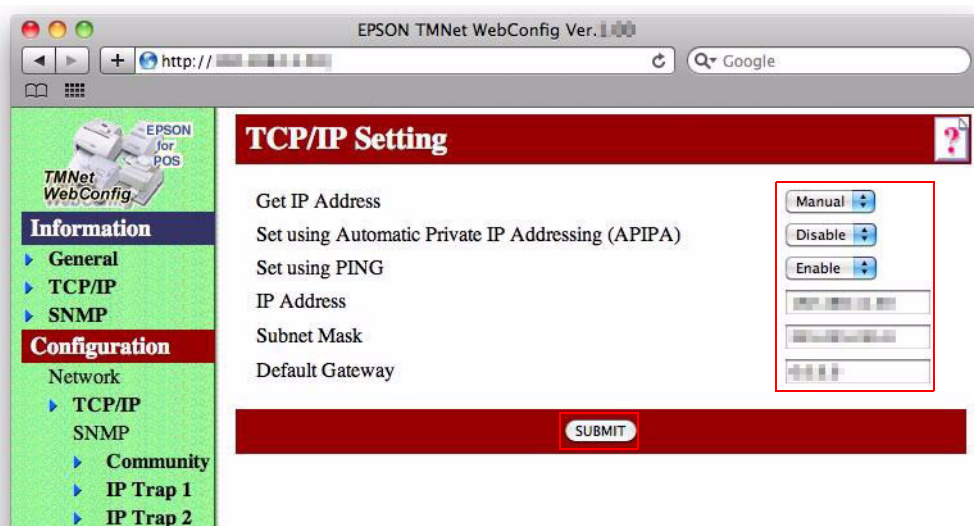 EPSON TMNet WebConfig Ver.
http://
Google
EPSON
for
POS
TMNet
WebConfig
Information
General
TCP/IP
SNMP
Configuration
Network
TCP/IP
SNMP
Community
IP Trap 1
IP Trap 2
TCP/IP Setting
?
Get IP Address Manual
Set using Automatic Private IP Addressing (APIPA) Disable
Set using PING Enable
IP Address
Subnet Mask
Default Gateway
SUBMIT